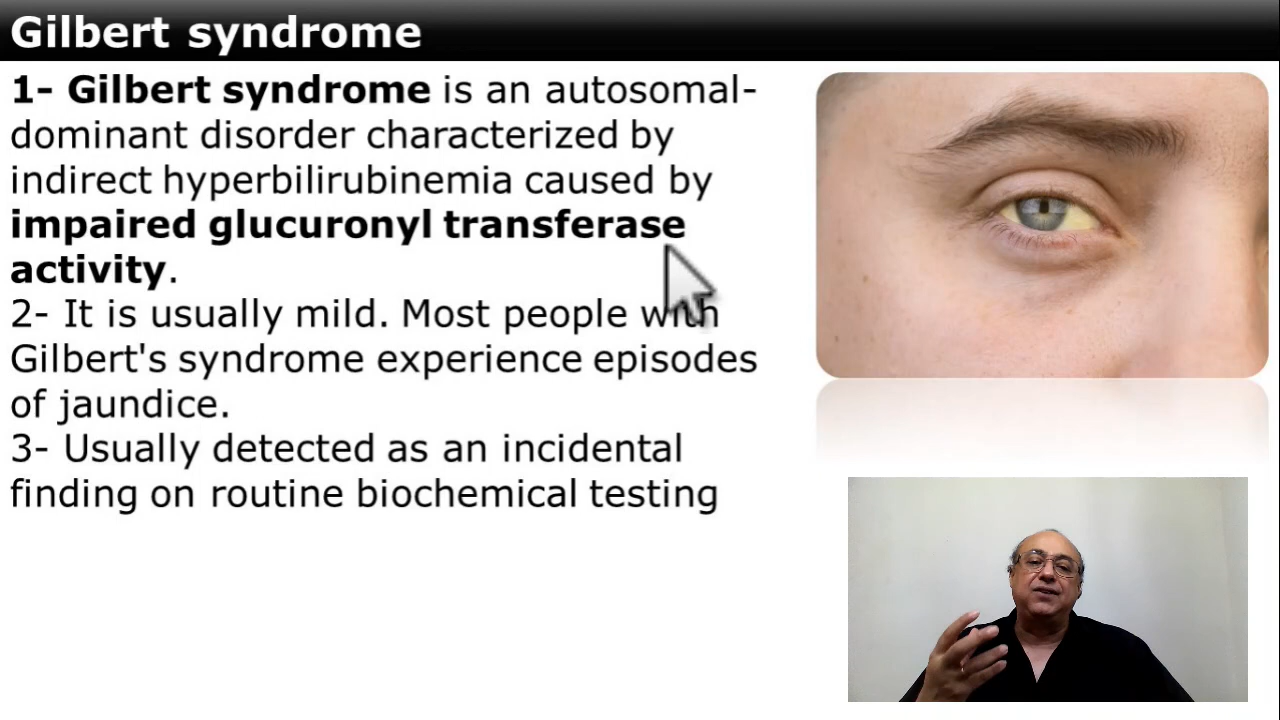 Gilbert syndrome
1- Gilbert syndrome is an autosomal-
dominant disorder characterized by
indirect hyperbilirubinemia caused by
impaired glucuronyl transferase
activity.
2- It is usually mild. Most people with
Gilbert's syndrome experience episodes
of jaundice.
3- Usually detected as an incidental
finding on routine biochemical testing